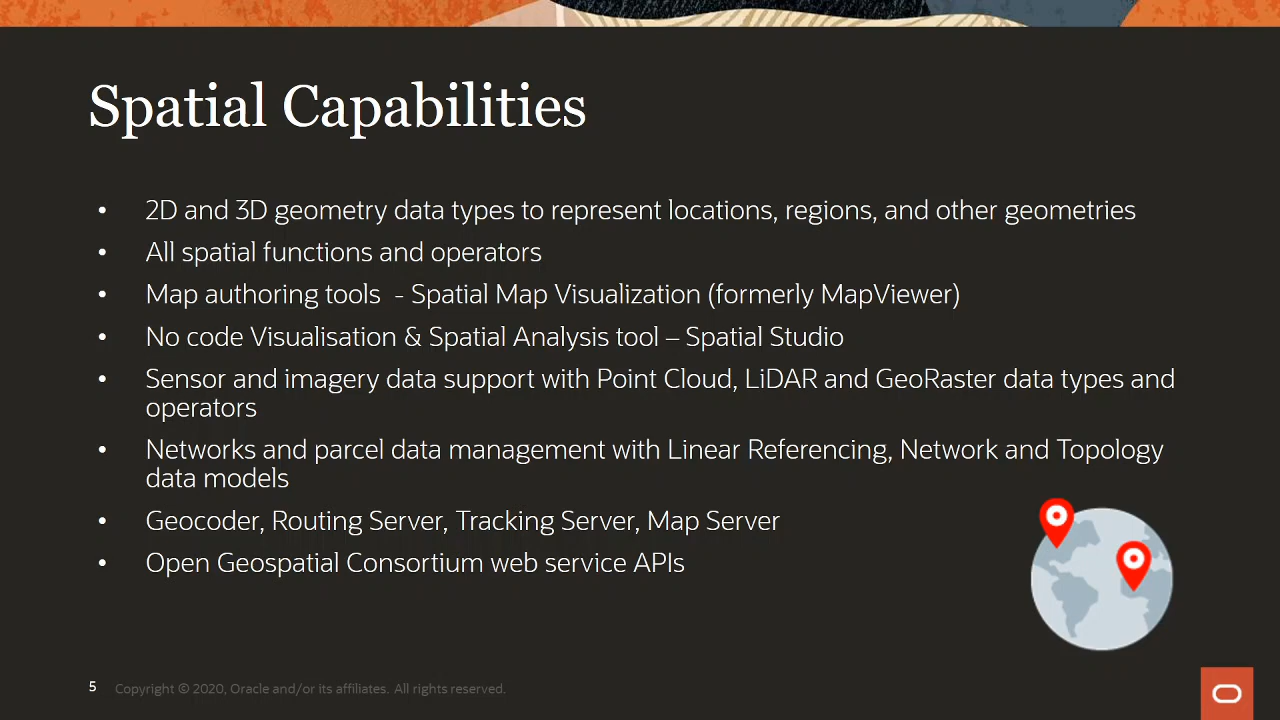 Spatial Capabilities
• 2D and 3D geometry data types to represent locations, regions, and other geometries
• All spatial functions and operators
• Map authoring tools  - Spatial Map Visualization (formerly MapViewer)
• No code Visualisation & Spatial Analysis tool – Spatial Studio
• Sensor and imagery data support with Point Cloud, LiDAR and GeoRaster data types and
operators
• Networks and parcel data management with Linear Referencing, Network and Topology
data models
• Geocoder, Routing Server, Tracking Server, Map Server
• Open Geospatial Consortium web service APIs
5 Copyright © 2020, Oracle and/or its affiliates. All rights reserved.